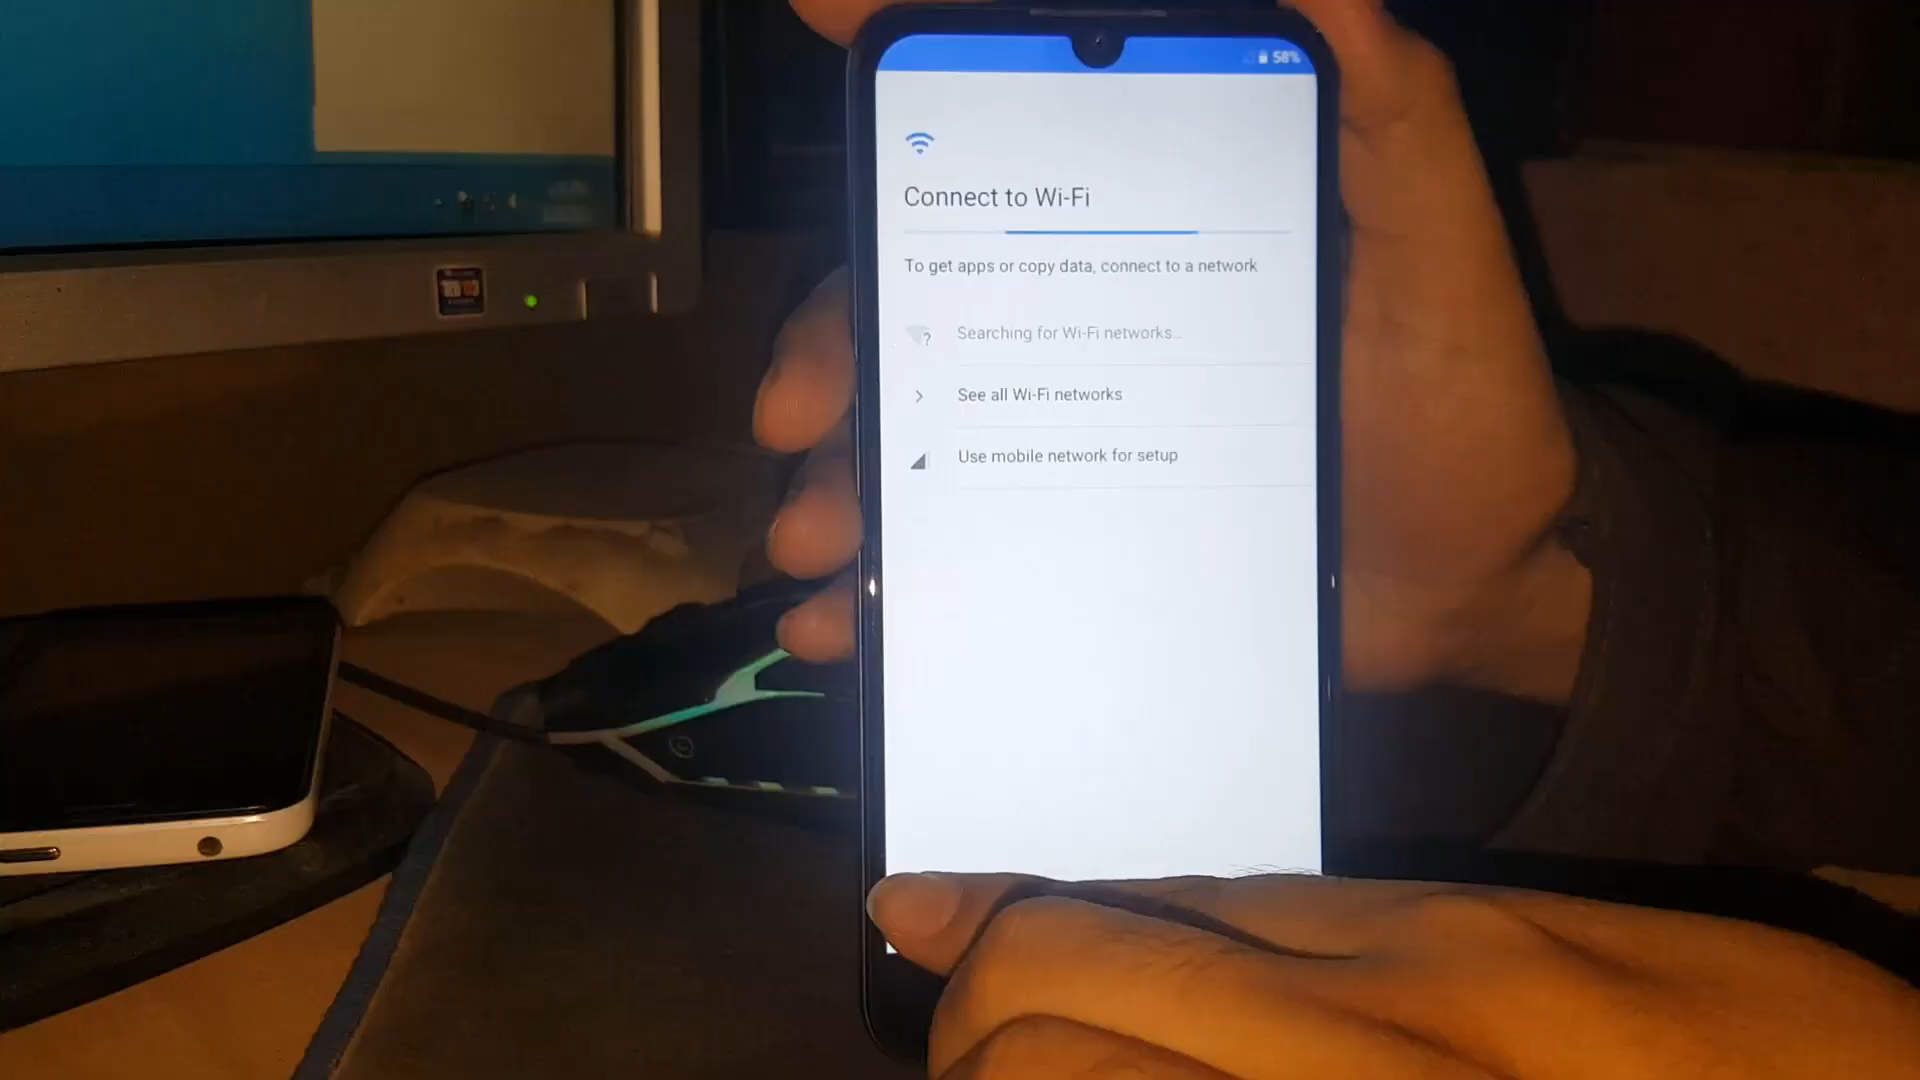 58%
Connect to Wi-Fi
To get apps or copy data, connect to a network
Searching for Wi-Fi networks…
See all Wi-Fi networks
Use mobile network for setup